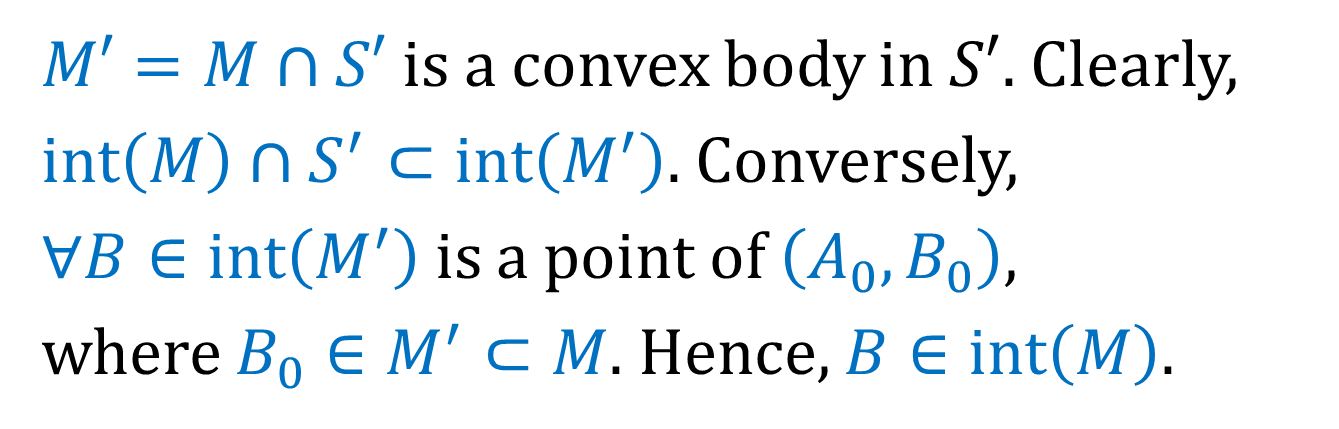 M′ = M ∩ S′ is a convex body in S′. Clearly,
int(M) ∩ S′ ⊂ int(M′). Conversely,
∀B ∈ int(M′) is a point of (A₀, B₀),
where B₀ ∈ M′ ⊂ M. Hence, B ∈ int(M).